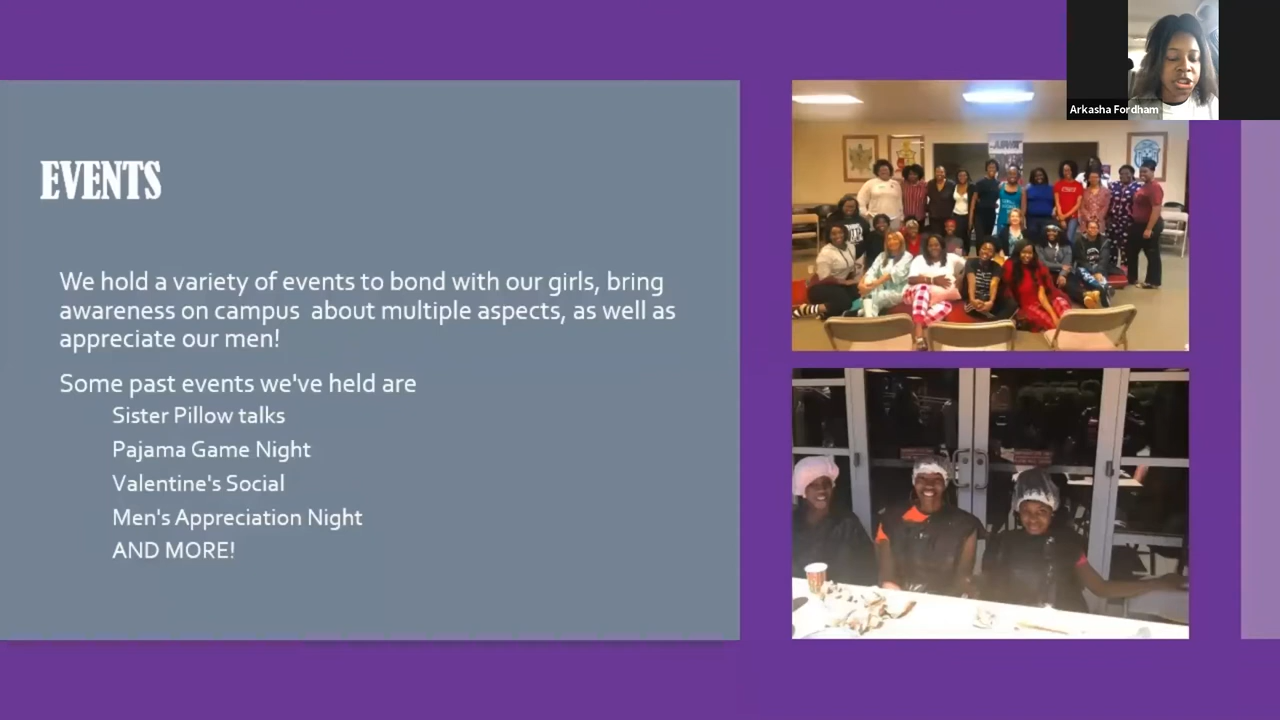 Arkasha Fordham
EVENTS
We hold a variety of events to bond with our girls, bring
awareness on campus  about multiple aspects, as well as
appreciate our men!
Some past events we've held are
Sister Pillow talks
Pajama Game Night
Valentine's Social
Men's Appreciation Night
AND MORE!